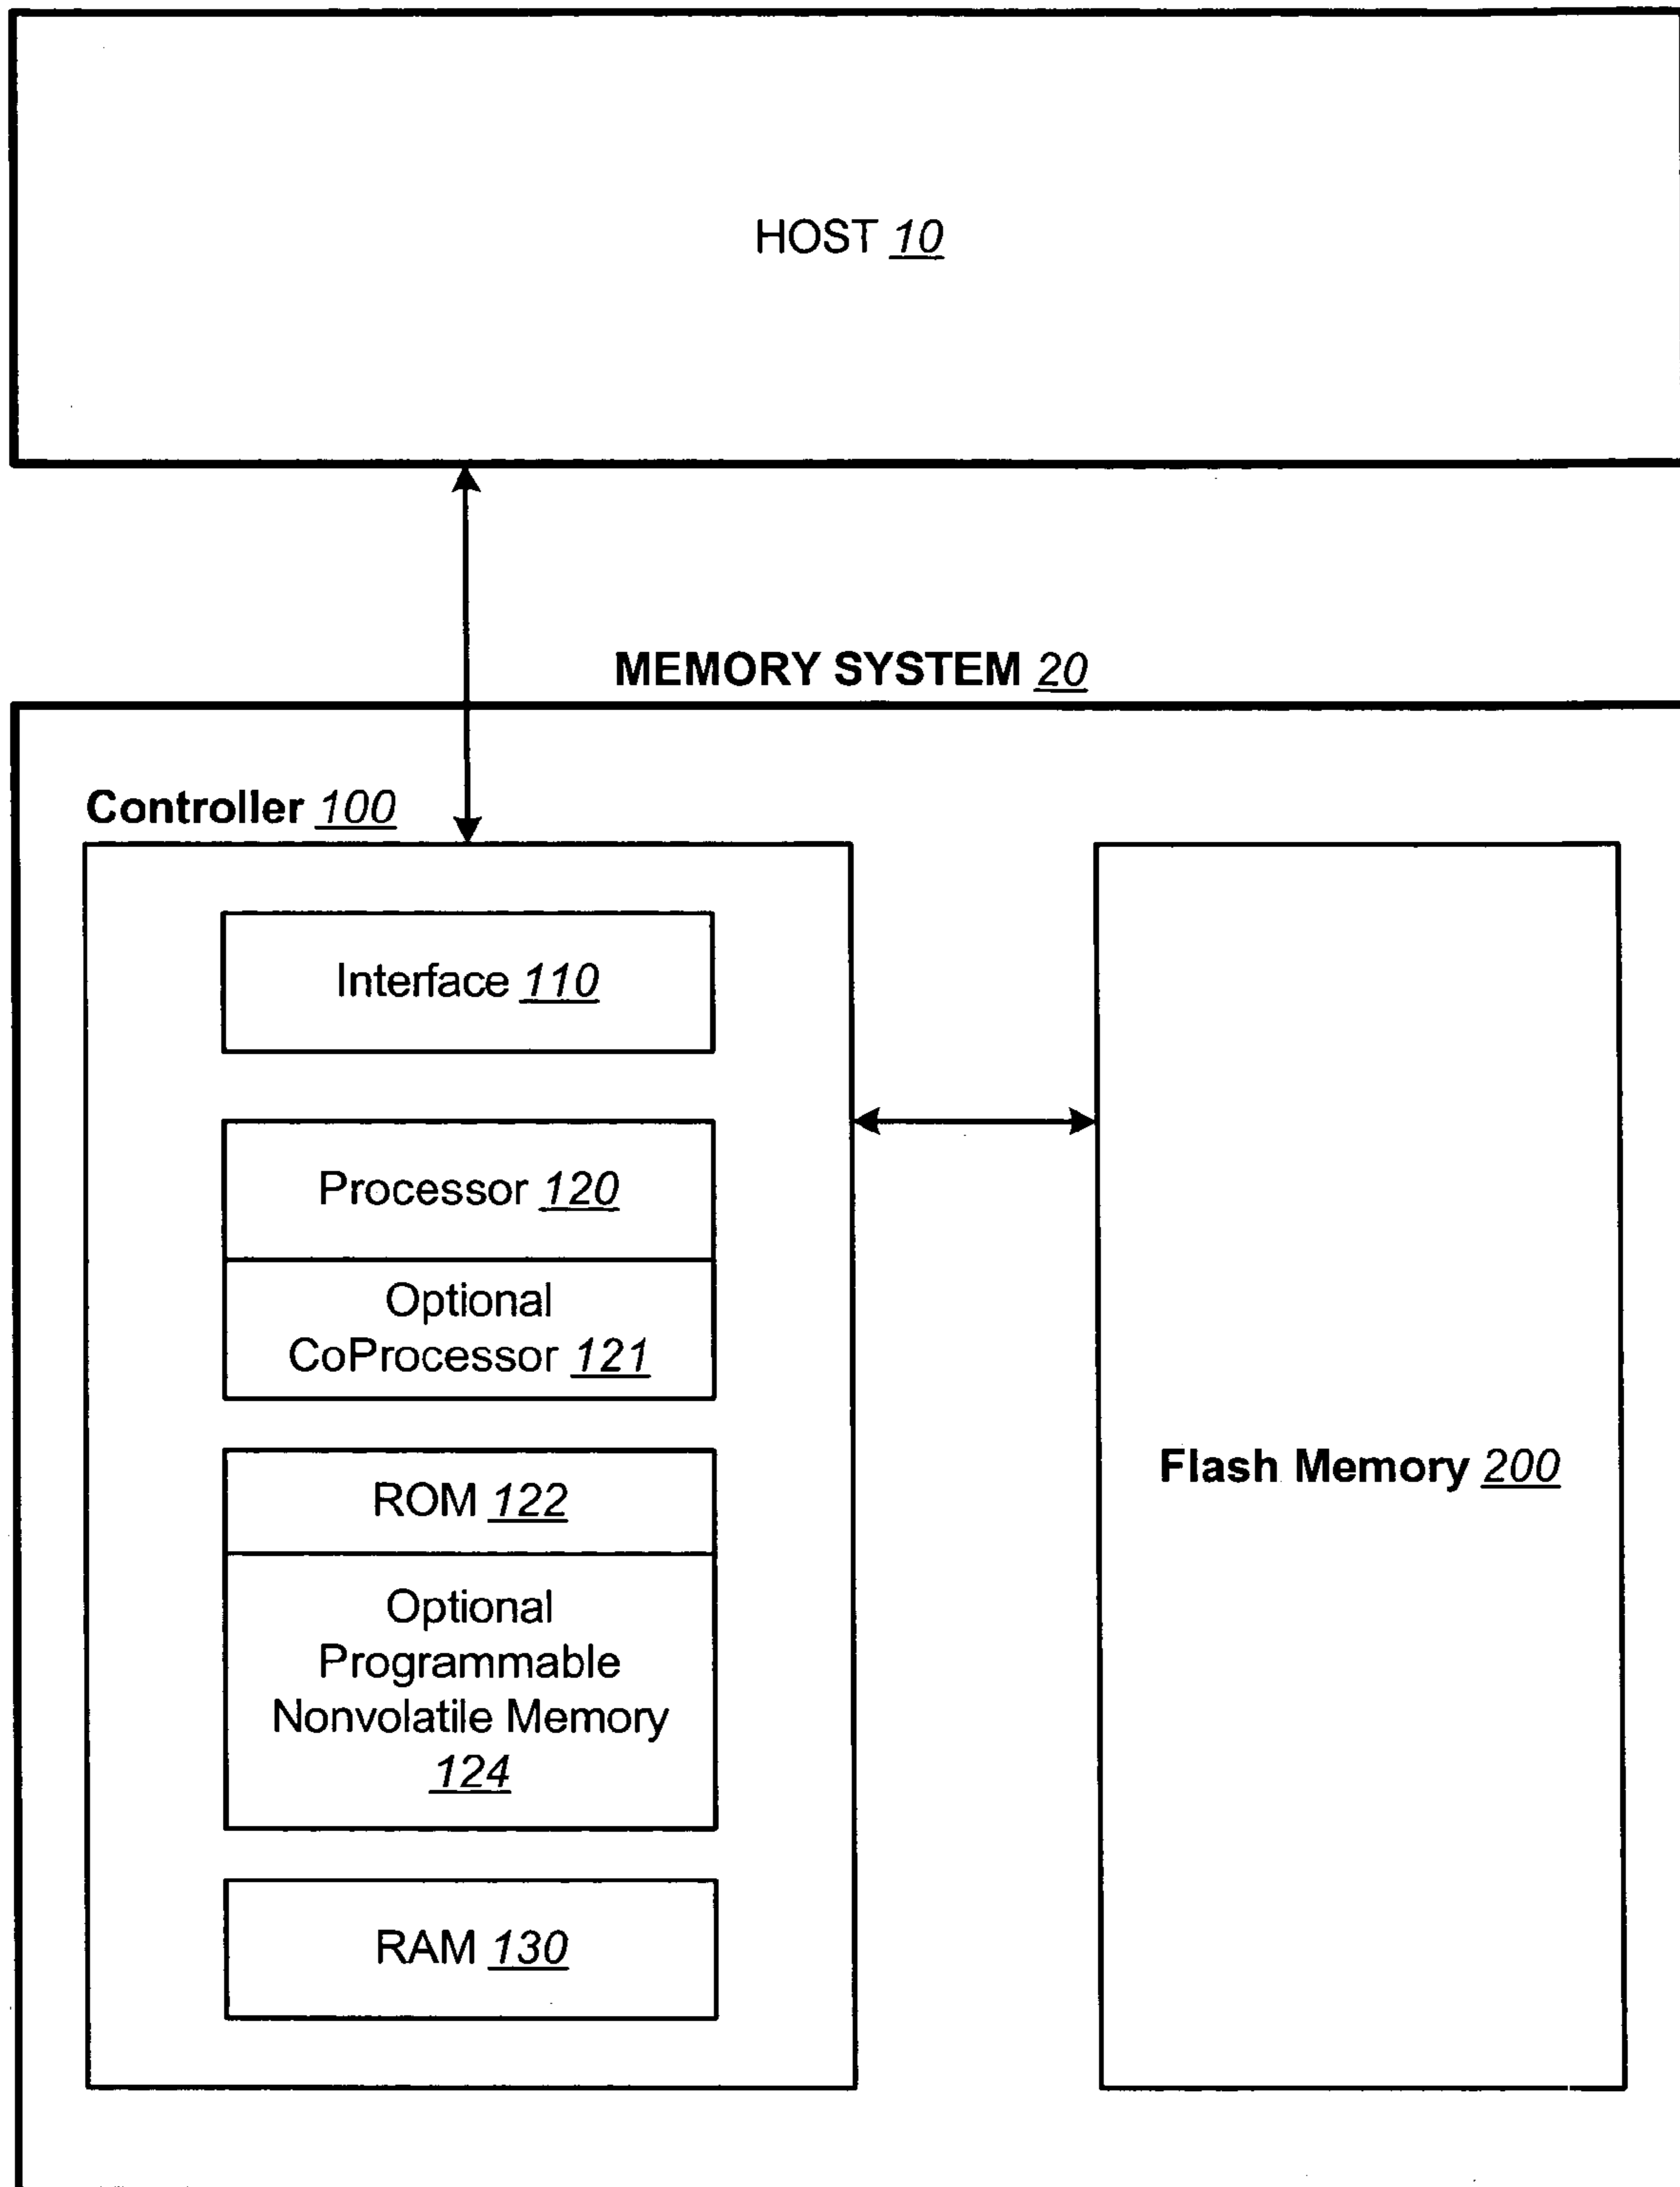 HOST 10
MEMORY SYSTEM 20
Controller 100
Interface 110
Processor 120
Optional
CoProcessor 121
ROM 122
Optional
Programmable
Nonvolatile Memory
124
RAM 130
Flash Memory 200